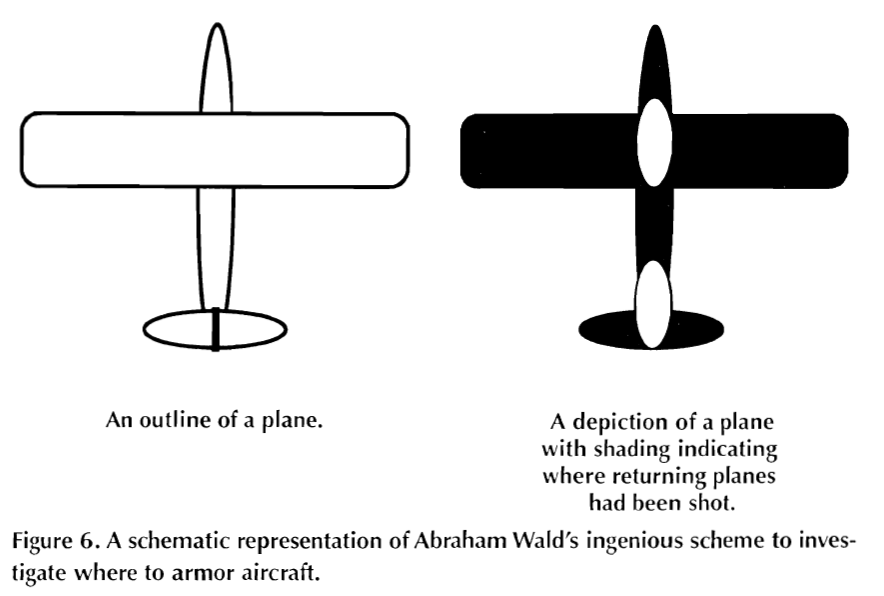 An outline of a plane.
A depiction of a plane
with shading indicating
where returning planes
had been shot.
Figure 6. A schematic representation of Abraham Wald's ingenious scheme to inves-
tigate where to armor aircraft.